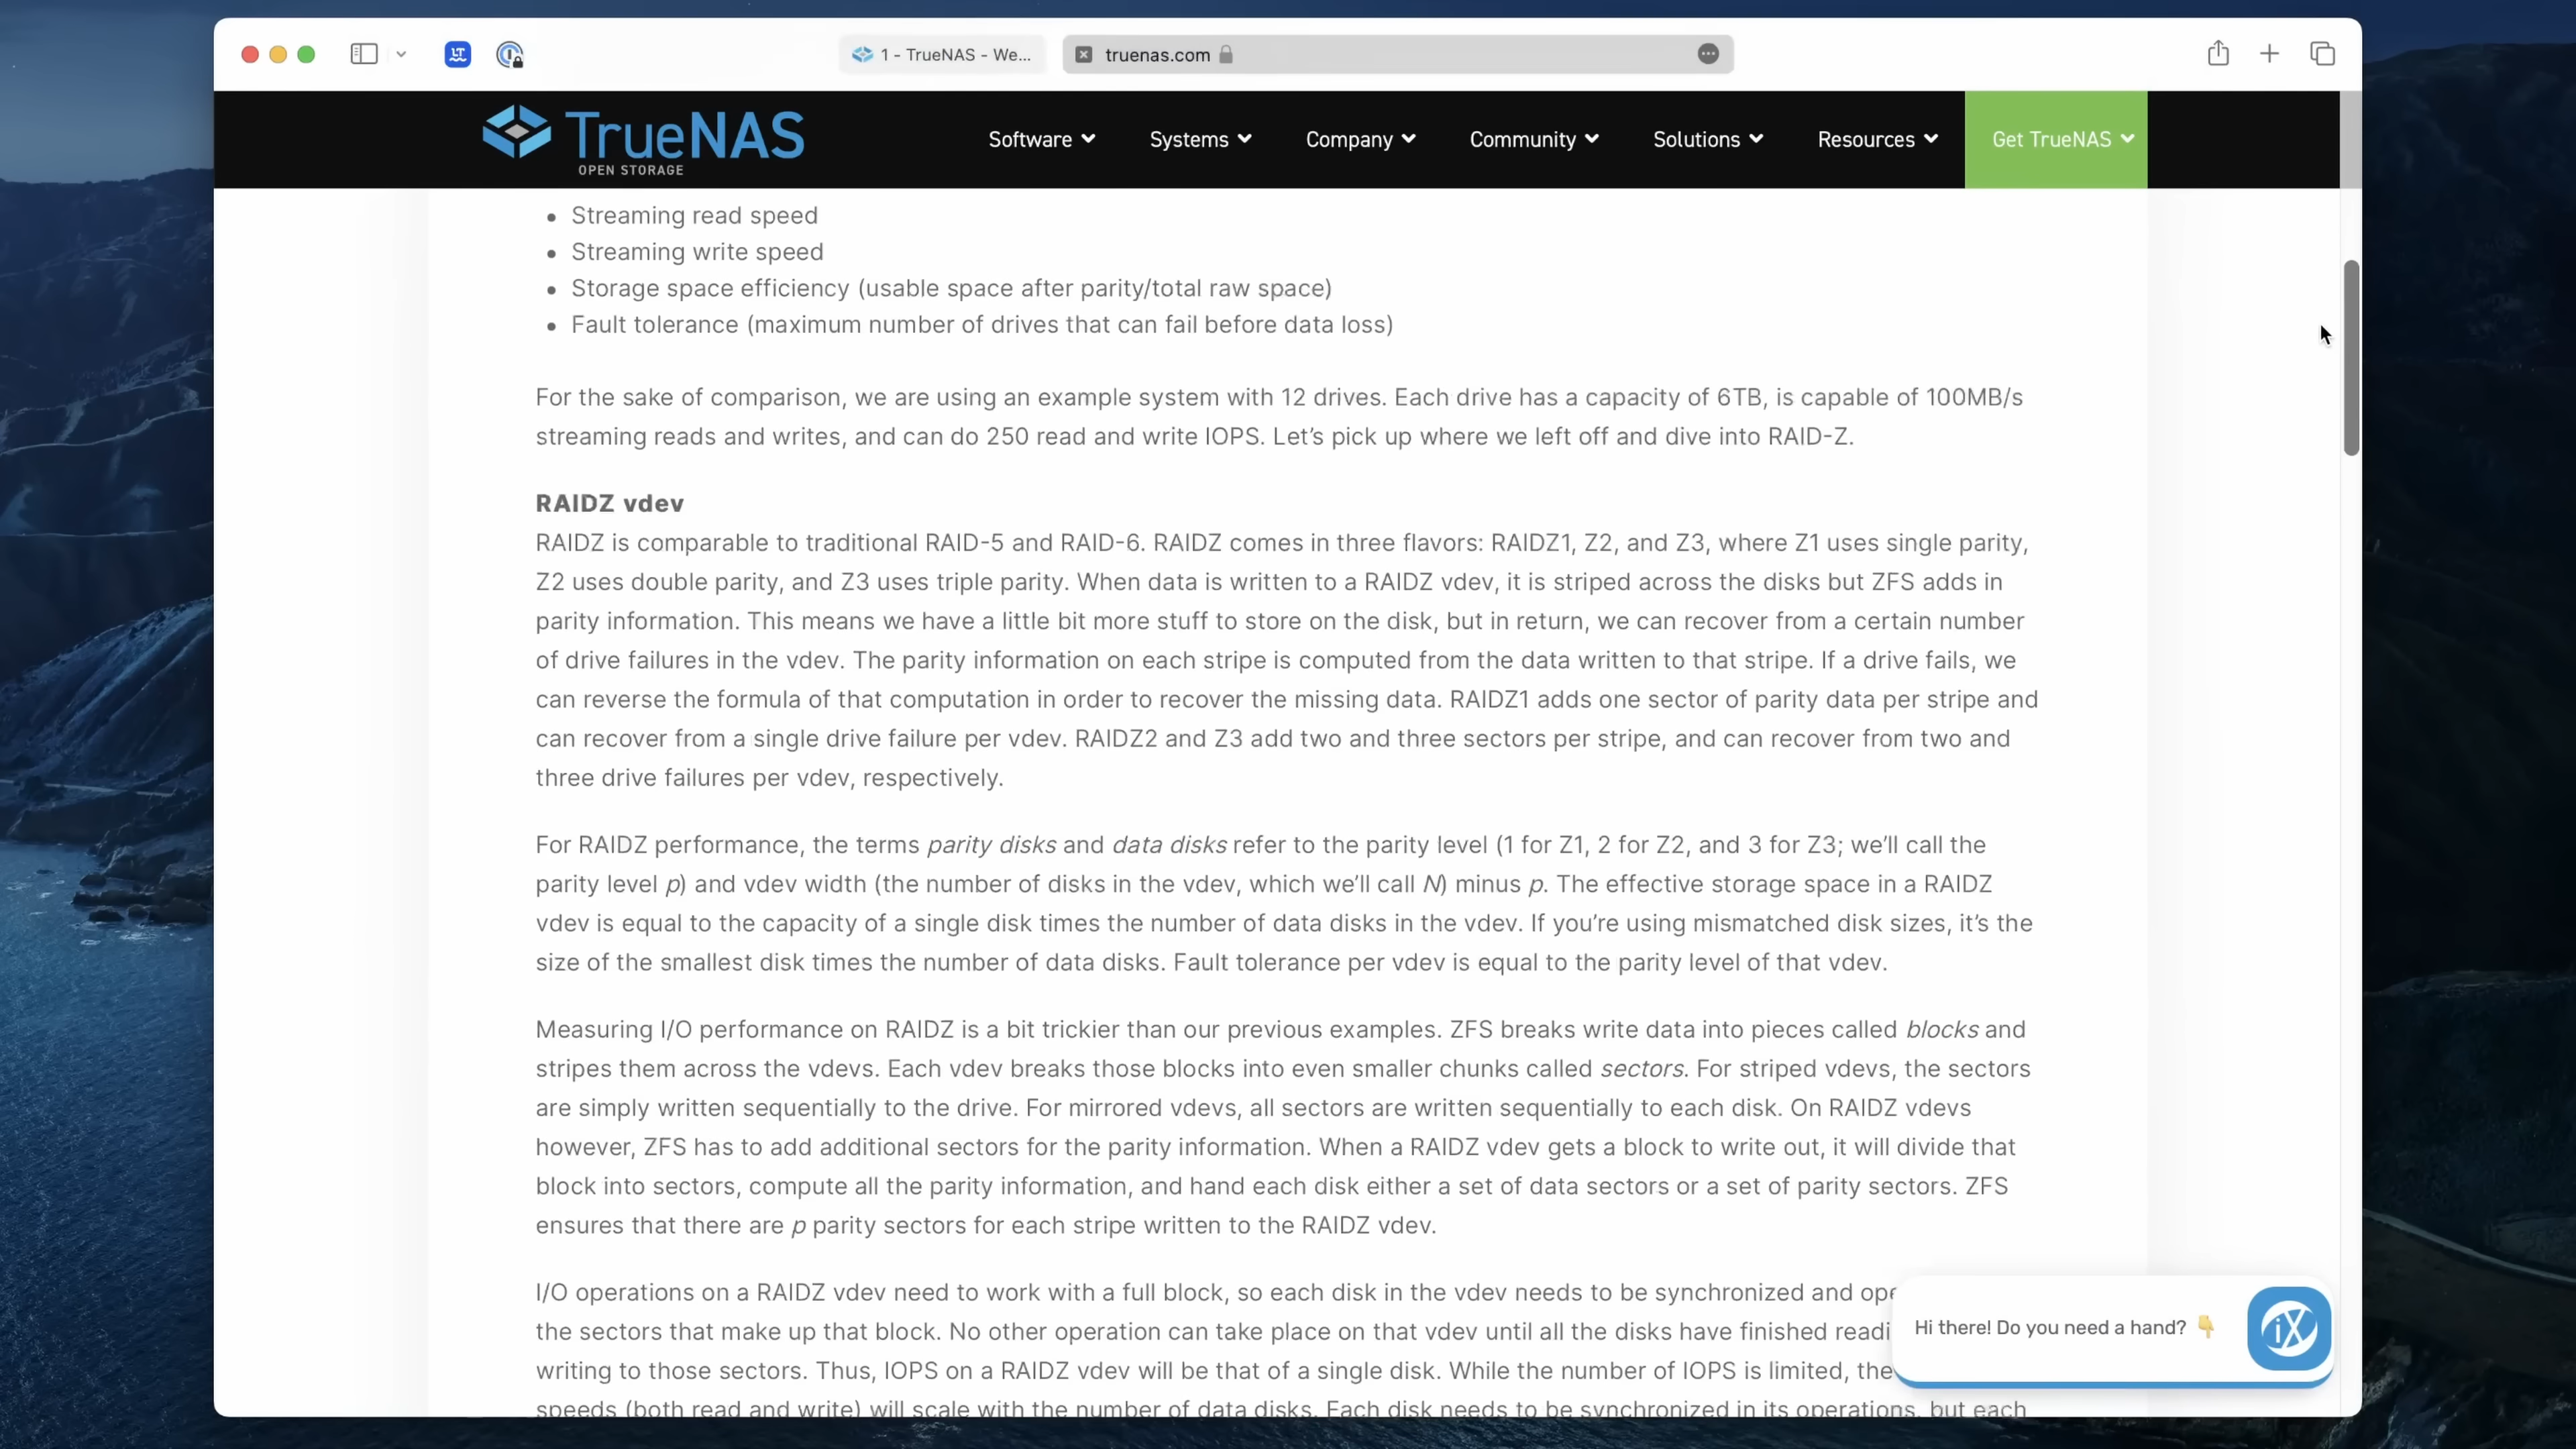 1 - TrueNAS - We...
truenas.com
TrueNAS
OPEN STORAGE
Software
Systems
Company
Community
Solutions
Resources
Get TrueNAS
• Streaming read speed
• Streaming write speed
• Storage space efficiency (usable space after parity/total raw space)
• Fault tolerance (maximum number of drives that can fail before data loss)
For the sake of comparison, we are using an example system with 12 drives. Each drive has a capacity of 6TB, is capable of 100MB/s
streaming reads and writes, and can do 250 read and write IOPS. Let’s pick up where we left off and dive into RAID-Z.
RAIDZ vdev
RAIDZ is comparable to traditional RAID-5 and RAID-6. RAIDZ comes in three flavors: RAIDZ1, Z2, and Z3, where Z1 uses single parity,
Z2 uses double parity, and Z3 uses triple parity. When data is written to a RAIDZ vdev, it is striped across the disks but ZFS adds in
parity information. This means we have a little bit more stuff to store on the disk, but in return, we can recover from a certain number
of drive failures in the vdev. The parity information on each stripe is computed from the data written to that stripe. If a drive fails, we
can reverse the formula of that computation in order to recover the missing data. RAIDZ1 adds one sector of parity data per stripe and
can recover from a single drive failure per vdev. RAIDZ2 and Z3 add two and three sectors per stripe, and can recover from two and
three drive failures per vdev, respectively.
For RAIDZ performance, the terms parity disks and data disks refer to the parity level (1 for Z1, 2 for Z2, and 3 for Z3; we’ll call the
parity level p) and vdev width (the number of disks in the vdev, which we’ll call N) minus p. The effective storage space in a RAIDZ
vdev is equal to the capacity of a single disk times the number of data disks in the vdev. If you’re using mismatched disk sizes, it’s the
size of the smallest disk times the number of data disks. Fault tolerance per vdev is equal to the parity level of that vdev.
Measuring I/O performance on RAIDZ is a bit trickier than our previous examples. ZFS breaks write data into pieces called blocks and
stripes them across the vdevs. Each vdev breaks those blocks into even smaller chunks called sectors. For striped vdevs, the sectors
are simply written sequentially to the drive. For mirrored vdevs, all sectors are written sequentially to each disk. On RAIDZ vdevs
however, ZFS has to add additional sectors for the parity information. When a RAIDZ vdev gets a block to write out, it will divide that
block into sectors, compute all the parity information, and hand each disk either a set of data sectors or a set of parity sectors. ZFS
ensures that there are p parity sectors for each stripe written to the RAIDZ vdev.
I/O operations on a RAIDZ vdev need to work with a full block, so each disk in the vdev needs to be synchronized and ope
the sectors that make up that block. No other operation can take place on that vdev until all the disks have finished readi
writing to those sectors. Thus, IOPS on a RAIDZ vdev will be that of a single disk. While the number of IOPS is limited, the
speeds (both read and write) will scale with the number of data disks. Each disk needs to be synchronized in its operations, but each
Hi there! Do you need a hand? 👇
iX